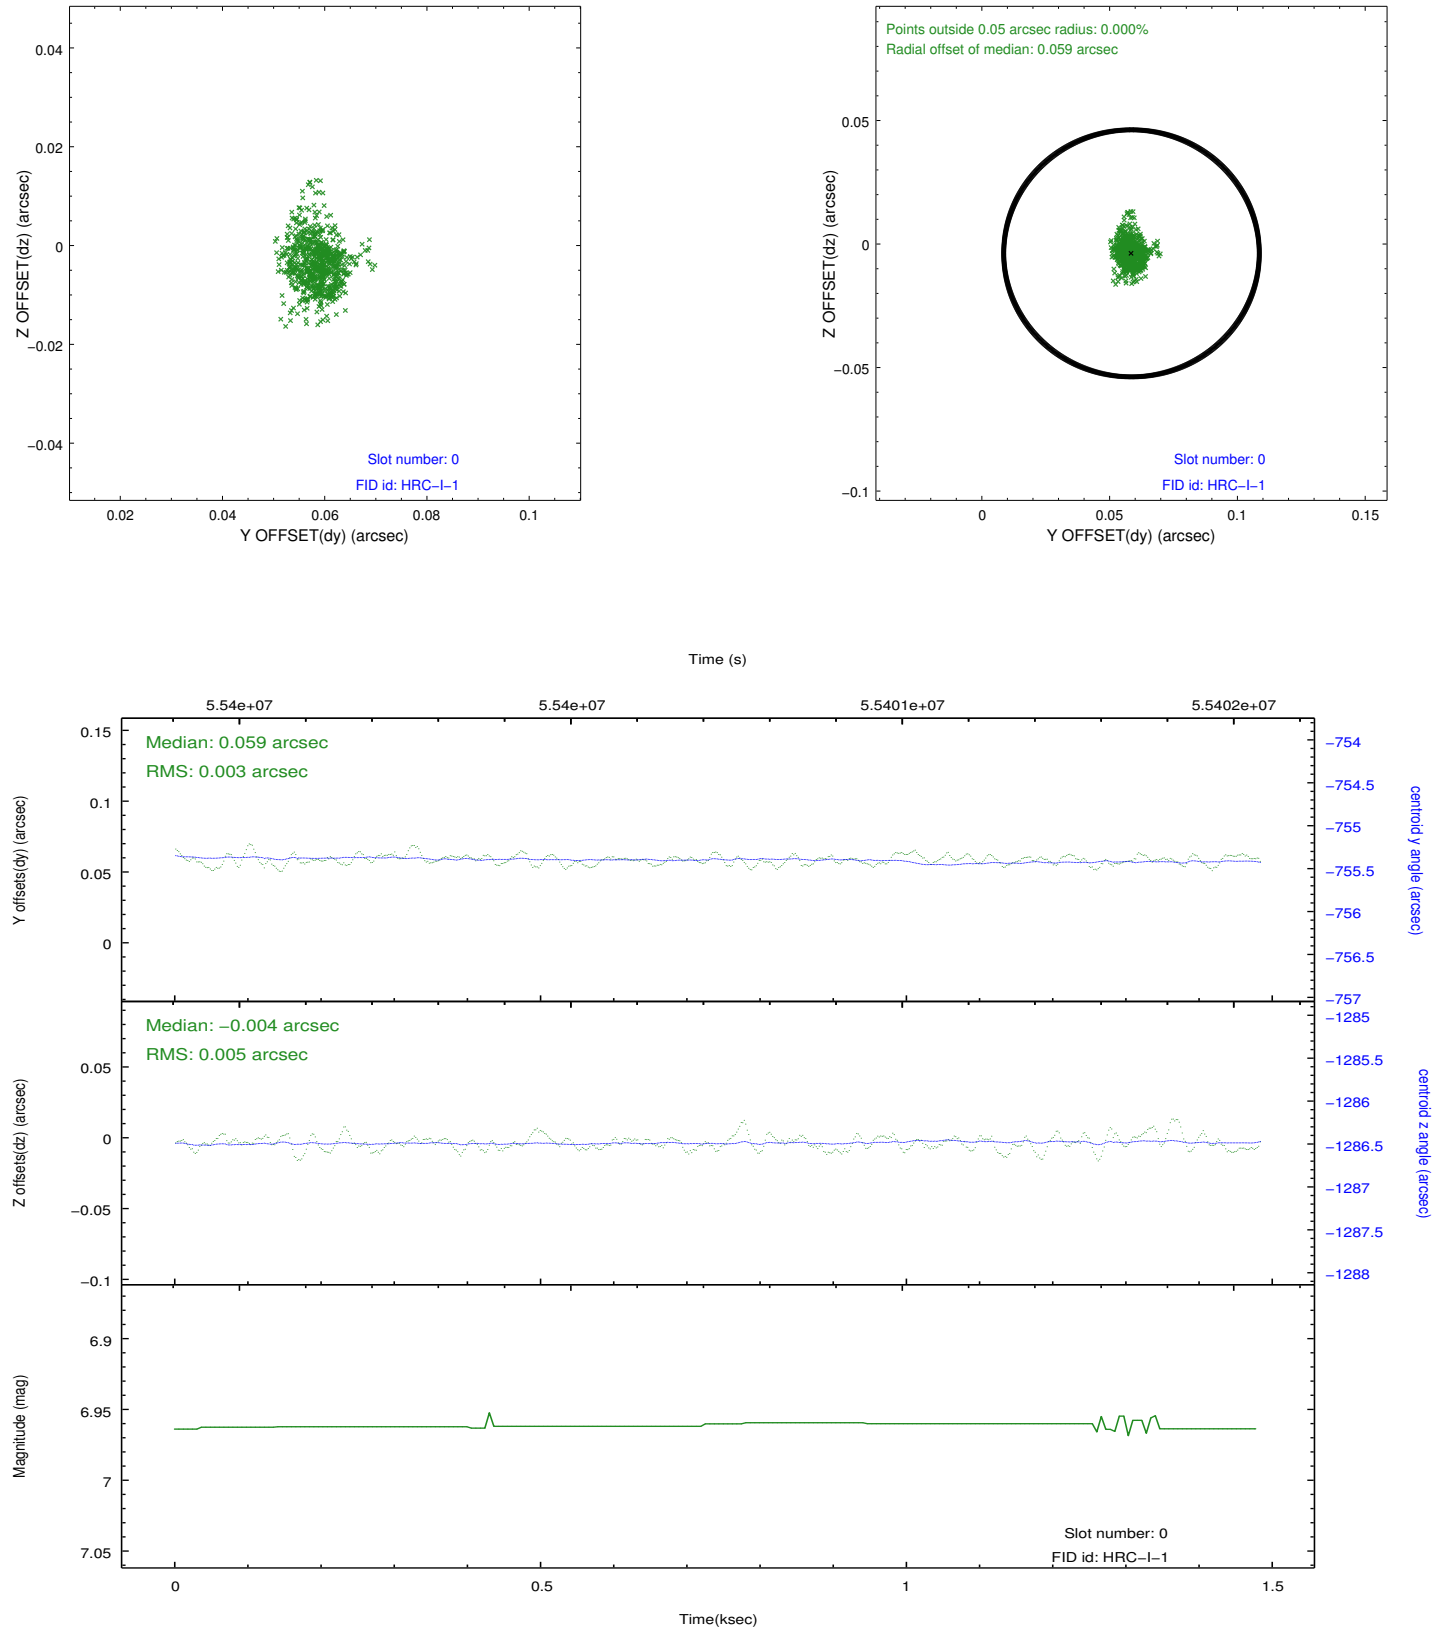 0.04
0.02
0
−0.02
−0.04
Z OFFSET(dz) (arcsec)
Slot number: 0
FID id: HRC−I−1
0.02 0.04 0.06 0.08 0.1
Y OFFSET(dy) (arcsec)
Points outside 0.05 arcsec radius: 0.000%
Radial offset of median: 0.059 arcsec
0.05
0
−0.05
−0.1
Z OFFSET(dz) (arcsec)
Slot number: 0
FID id: HRC−I−1
0 0.05 0.1 0.15
Y OFFSET(dy) (arcsec)
Time (s)
5.54e+07 5.54e+07 5.5401e+07 5.5402e+07
Median: 0.059 arcsec
RMS: 0.003 arcsec
0.15
0.1
0.05
0
Y offsets(dy) (arcsec)
−754
−754.5
−755
−755.5
−756
−756.5
−757
centroid y angle (arcsec)
Median: −0.004 arcsec
RMS: 0.005 arcsec
0.05
0
−0.05
−0.1
Z offsets(dz) (arcsec)
−1285
−1285.5
−1286
−1286.5
−1287
−1287.5
−1288
centroid z angle (arcsec)
6.9
6.95
7
7.05
Magnitude (mag)
Slot number: 0
FID id: HRC−I−1
0 0.5 1 1.5
Time(ksec)